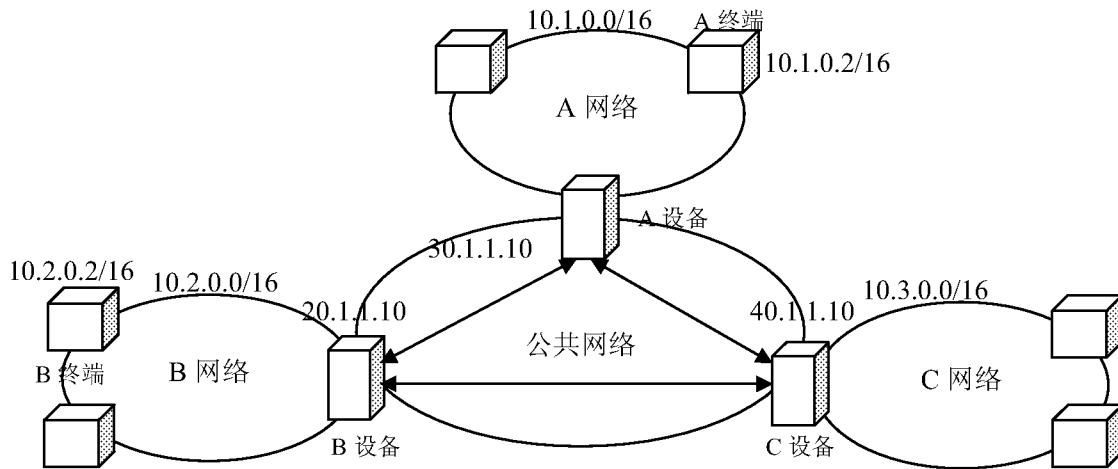 10.1.0.0/16
A 终端
10.1.0.2/16
A 网络
A 设备
30.1.1.10
10.2.0.2/16
10.2.0.0/16
20.1.1.10
40.1.1.10
10.3.0.0/16
公共网络
B 终端
B 网络
C 网络
B 设备
C 设备